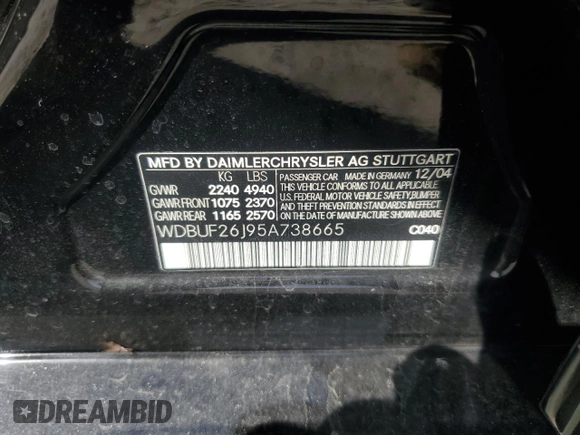 MFD BY DAIMLERCHRYSLER AG STUTTGART
KG LBS
GVWR 2240 4940
GAWR FRONT 1075 2370
GAWR REAR 1165 2570
PASSENGER CAR MADE IN GERMANY 12/04
THIS VEHICLE CONFORMS TO ALL APPLICABLE
U.S. FEDERAL MOTOR VEHICLE SAFETY, BUMPER,
AND THEFT PREVENTION STANDARDS IN EFFECT
ON THE DATE OF MANUFACTURE SHOWN ABOVE.
WDBUF26J95A738665
C040
DREAMBID